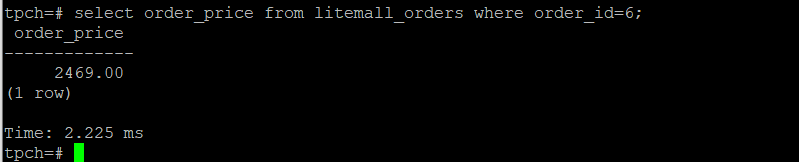 tpch=# select order_price from litemall_orders where order_id=6;
 order_price
-------------
     2469.00
(1 row)

Time: 2.225 ms
tpch=#